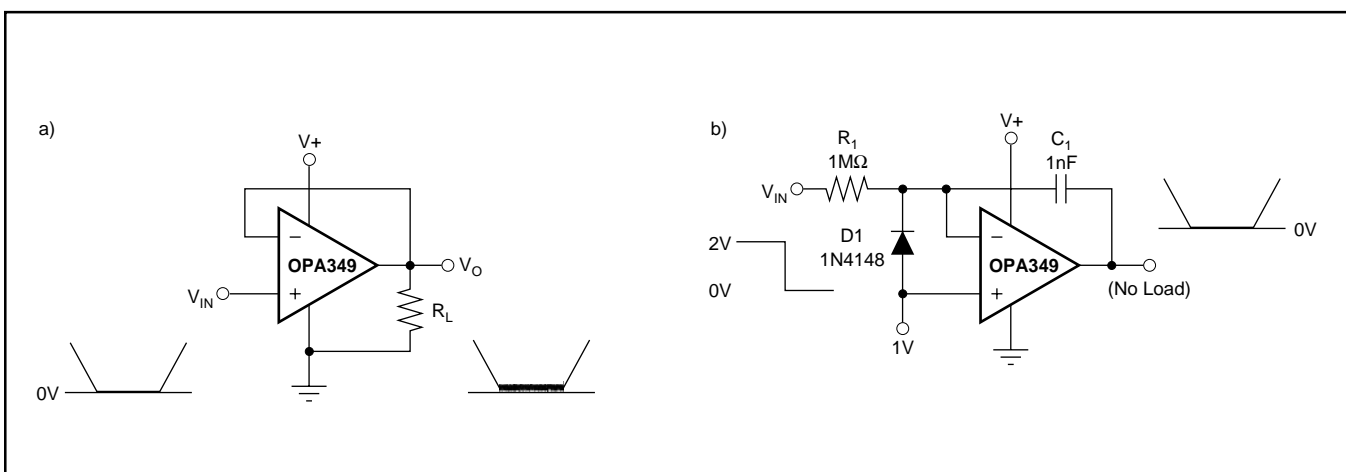 a)
V+
−
OPA349
+
V_IN
V_O
R_L
0V
b)
V+
R_1
1MΩ
C_1
1nF
V_IN
2V
0V
D1
1N4148
−
OPA349
+
1V
(No Load)
0V